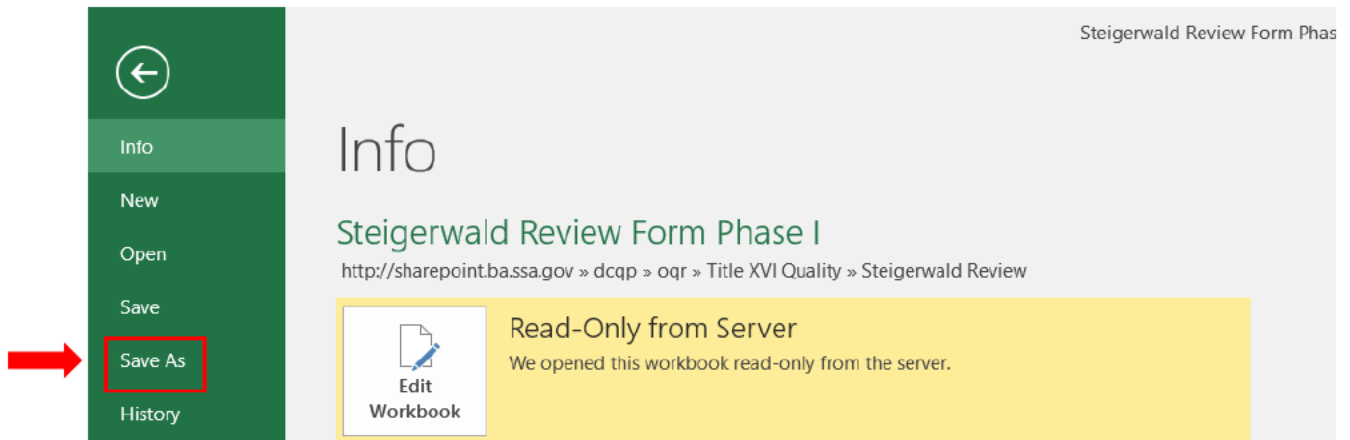 Steigerwald Review Form Phas
Info
New
Open
Save
Save As
History
Info
Steigerwald Review Form Phase I
http://sharepoint.ba.ssa.gov » dcqp » oqr » Title XVI Quality » Steigerwald Review
Edit
Workbook
Read-Only from Server
We opened this workbook read-only from the server.